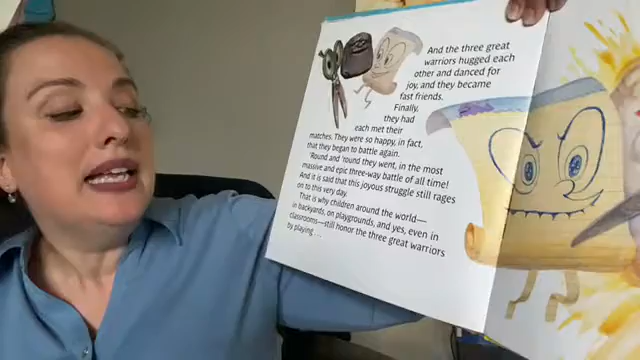 And the three great
warriors hugged each
other and danced for
joy, and they became
fast friends.
Finally,
they had
each met their
matches. They were so happy, in fact,
that they began to battle again.
'Round and 'round they went, in the most
massive and epic three-way battle of all time!
And it is said that this joyous struggle still rages
on to this very day.
That is why children around the world—
in backyards, on playgrounds, and yes, even in
classrooms—still honor the three great warriors
by playing . . .